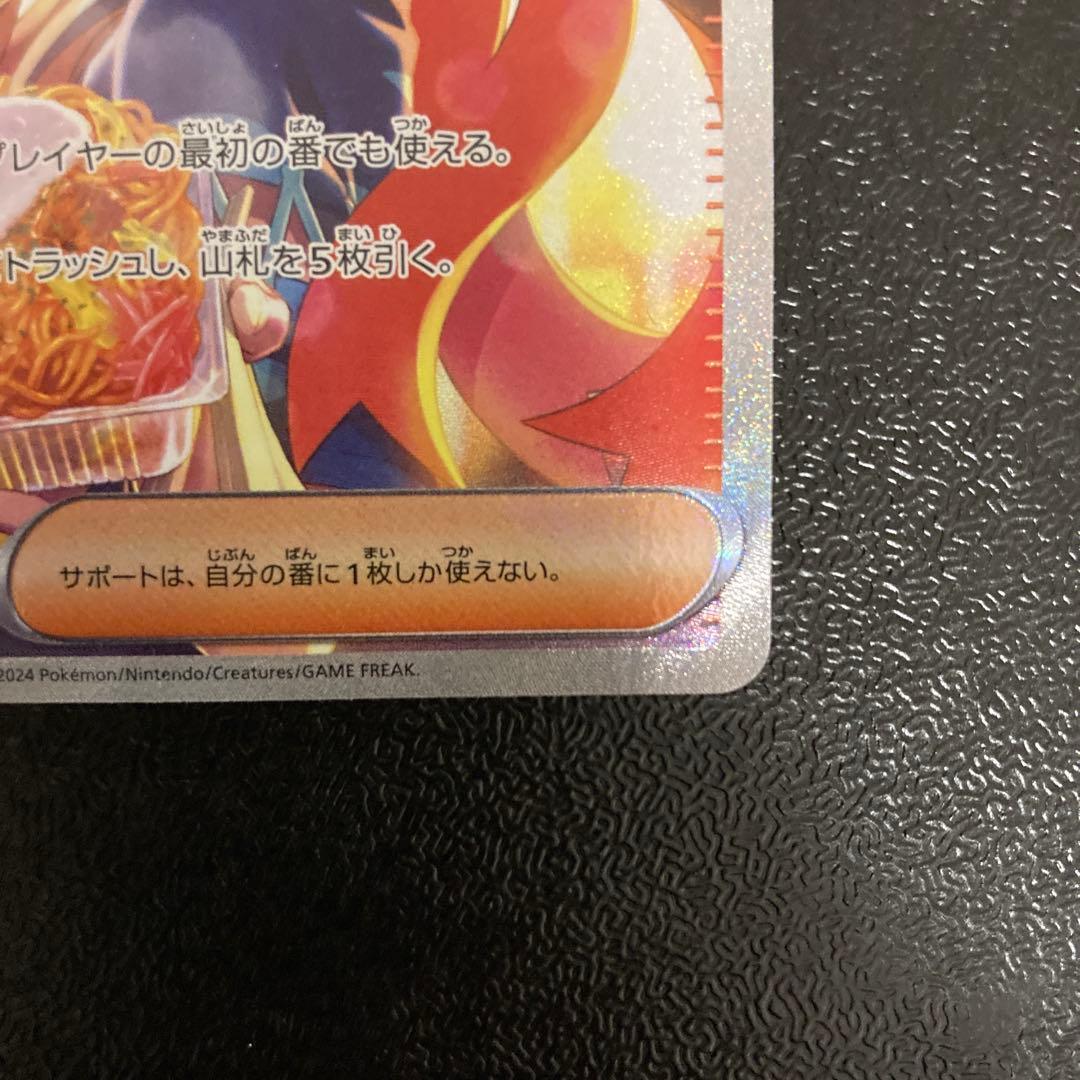 プレイヤーの最初の番でも使える。
トラッシュし、山札を5枚引く。
サポートは、自分の番に1枚しか使えない。
2024 Pokémon/Nintendo/Creatures/GAME FREAK.